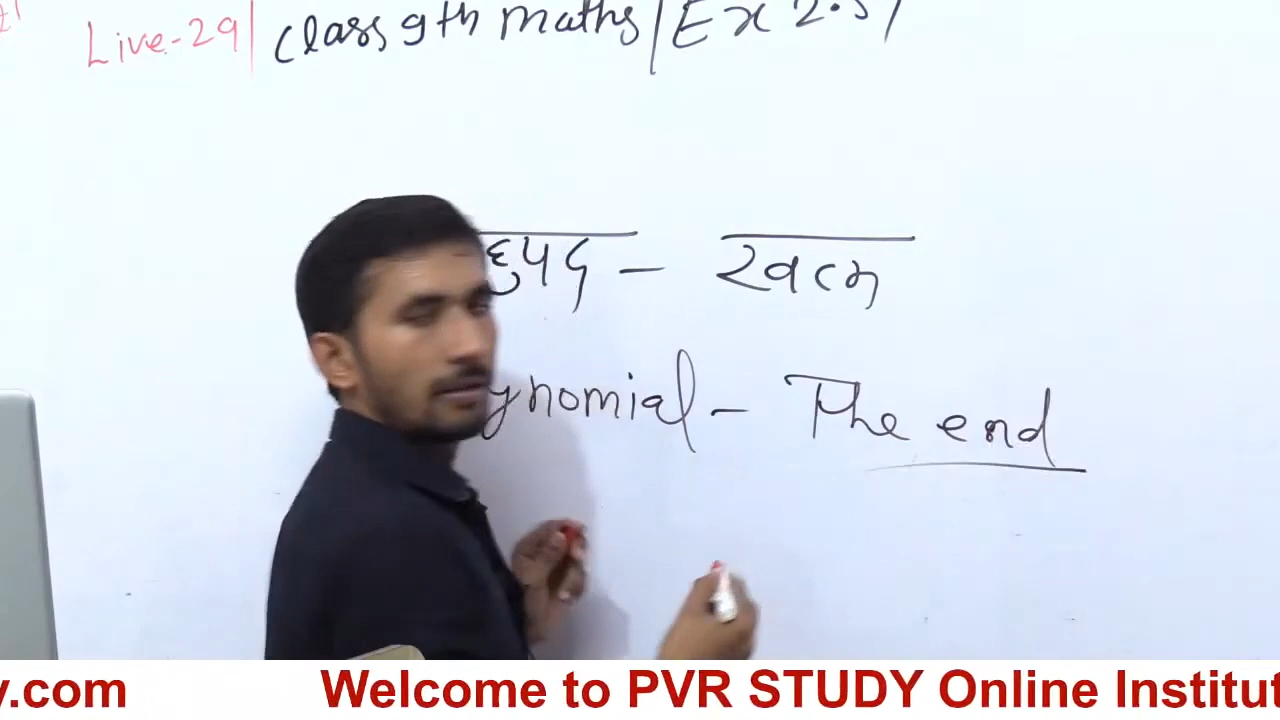 Live-29 | class 9th maths / Ex 2.5/
हुपद — खत्म
ynomial — The end
y.com Welcome to PVR STUDY Online Institut